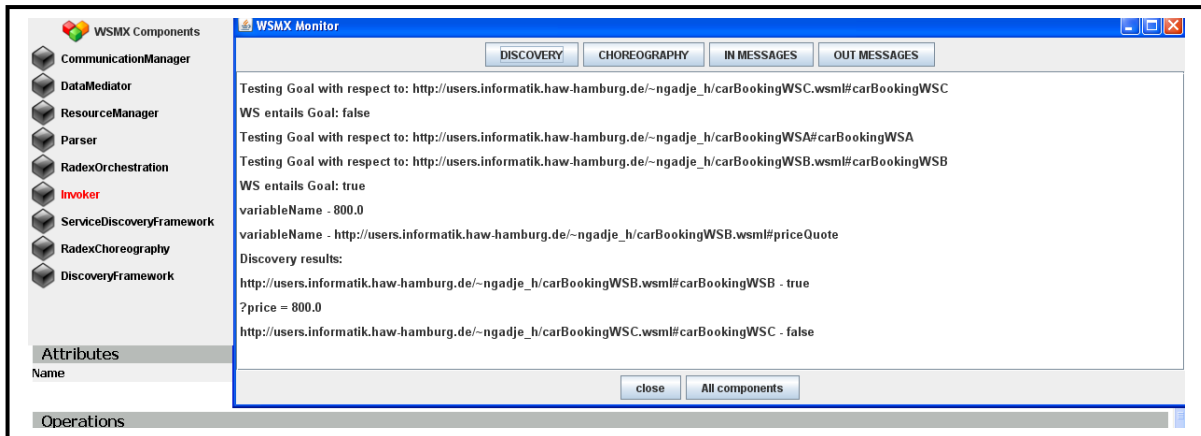 WSMX Components
CommunicationManager
DataMediator
ResourceManager
Parser
RadexOrchestration
Invoker
ServiceDiscoveryFramework
RadexChoreography
DiscoveryFramework
Attributes
Name
Operations
WSMX Monitor
DISCOVERY CHOREOGRAPHY IN MESSAGES OUT MESSAGES
Testing Goal with respect to: http://users.informatik.haw-hamburg.de/~ngadje_h/carBookingWSC.wsml#carBookingWSC
WS entails Goal: false
Testing Goal with respect to: http://users.informatik.haw-hamburg.de/~ngadje_h/carBookingWSA#carBookingWSA
Testing Goal with respect to: http://users.informatik.haw-hamburg.de/~ngadje_h/carBookingWSB.wsml#carBookingWSB
WS entails Goal: true
variableName - 800.0
variableName - http://users.informatik.haw-hamburg.de/~ngadje_h/carBookingWSB.wsml#priceQuote
Discovery results:
http://users.informatik.haw-hamburg.de/~ngadje_h/carBookingWSB.wsml#carBookingWSB - true
?price = 800.0
http://users.informatik.haw-hamburg.de/~ngadje_h/carBookingWSC.wsml#carBookingWSC - false
close All components